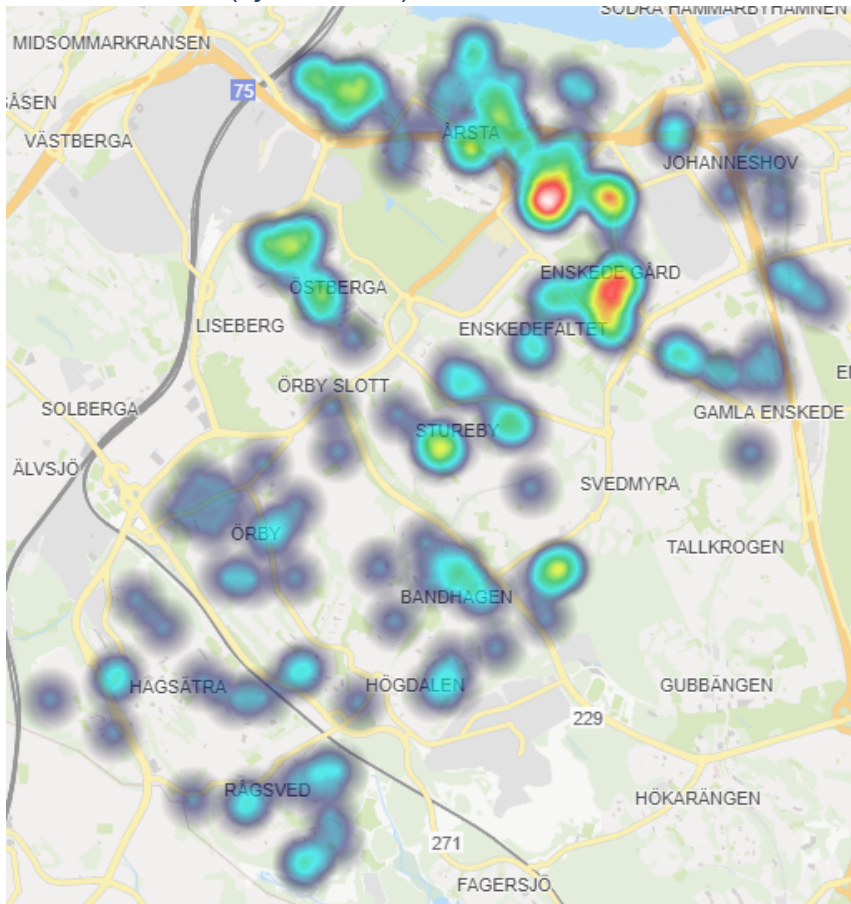 SÖDRA HAMMARBYHAMNEN
MIDSOMMARKRANSEN
75
VÄSTBERGA
ÅRSTA
JOHANNESHOV
ENSKEDE GÅRD
ÖSTBERGA
LISEBERG
ENSKEDEFÄLTET
ÖRBY SLOTT
SOLBERGA
GAMLA ENSKEDE
STUREBY
ÄLVSJÖ
SVEDMYRA
ÖRBY
TALLKROGEN
BANDHAGEN
HAGSÄTRA
HÖGDALEN
GUBBÄNGEN
229
RÅGSVED
HÖKARÄNGEN
271
FAGERSJÖ